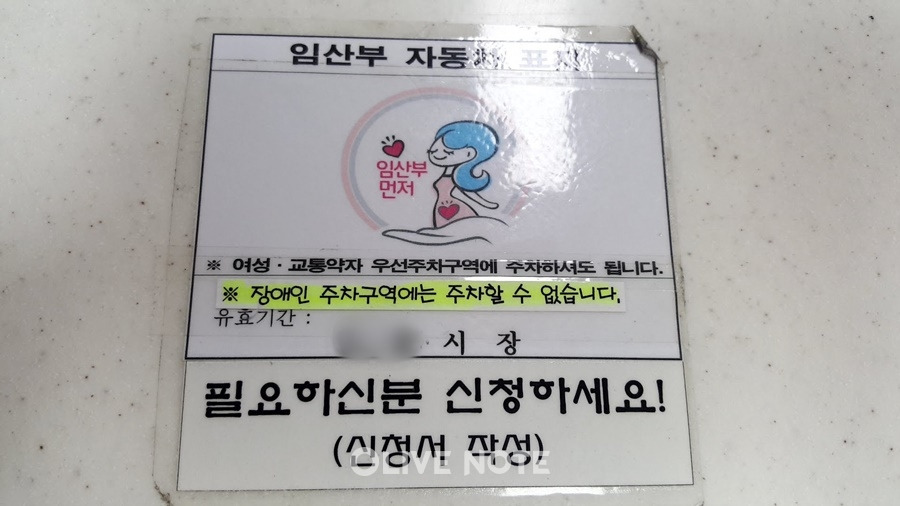 임산부 자동차 표지
임산부
먼저
※ 여성 · 교통약자 우선주차구역에 주차하셔도 됩니다.
※ 장애인 주차구역에는 주차할 수 없습니다.
유효기간 :
시 장
필요하신분 신청하세요!
(신청서 작성)
OLIVE NOTE